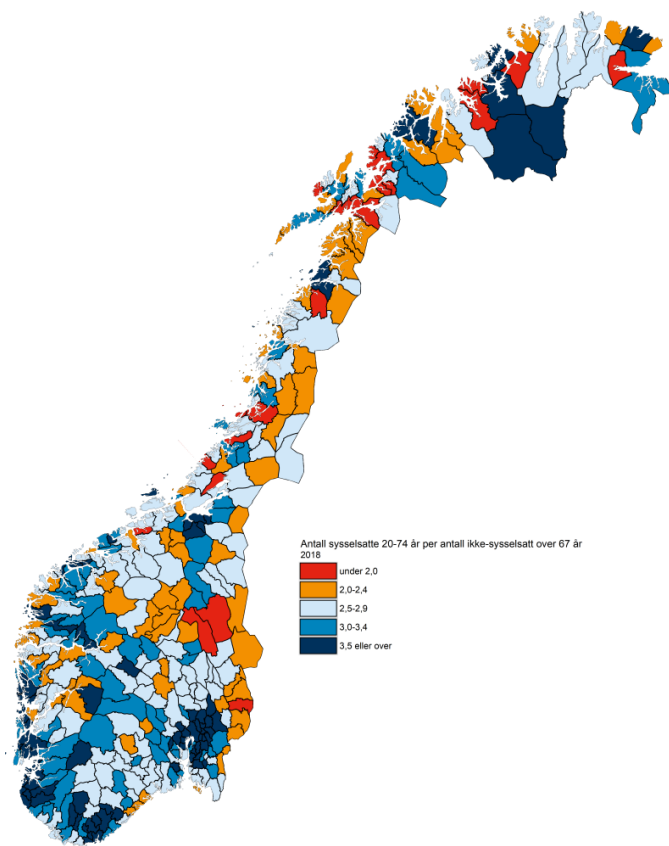 Antall sysselsatte 20-74 år per antall ikke-sysselsatt over 67 år
2018
under 2,0
2,0-2,4
2,5-2,9
3,0-3,4
3,5 eller over